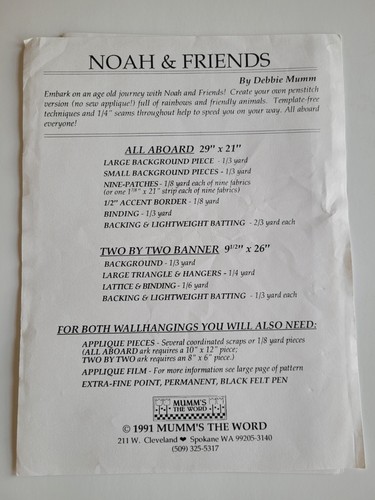 NOAH & FRIENDS
By Debbie Mumm
Embark on an age old journey with Noah and Friends! Create your own penstitch
version (no sew applique!) full of rainbows and friendly animals. Template-free
techniques and 1/4" seams throughout help to speed you on your way. All aboard
everyone!
ALL ABOARD 29" x 21"
LARGE BACKGROUND PIECE - 1/3 yard
SMALL BACKGROUND PIECES - 1/3 yard
NINE-PATCHES - 1/8 yard each of nine fabrics
(or one 1 " x 21" strip each of nine fabrics)
1/2" ACCENT BORDER - 1/8 yard
BINDING - 1/3 yard
BACKING & LIGHTWEIGHT BATTING - 2/3 yard each
TWO BY TWO BANNER 9 1/2" x 26"
BACKGROUND - 1/3 yard
LARGE TRIANGLE & HANGERS - 1/4 yard
LATTICE & BINDING - 1/6 yard
BACKING & LIGHTWEIGHT BATTING - 1/3 yard each
FOR BOTH WALLHANGINGS YOU WILL ALSO NEED:
APPLIQUE PIECES - Several coordinated scraps or 1/8 yard pieces
(ALL ABOARD ark requires a 10" x 12" piece;
TWO BY TWO ark requires an 8" x 6" piece.)
APPLIQUE FILM - For more information see large page of pattern
EXTRA-FINE POINT, PERMANENT, BLACK FELT PEN
MUMM'S
THE WORD
© 1991 MUMM'S THE WORD
211 W. Cleveland ❤ Spokane WA 99205-3140
(509) 325-5317